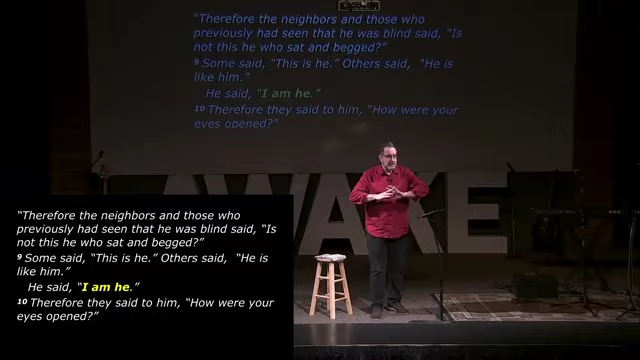 “Therefore the neighbors and those who
previously had seen that he was blind said, “Is
not this he who sat and begged?”
9 Some said, “This is he.” Others said,  “He is
like him.”
He said, “I am he.”
10 Therefore they said to him, “How were your
eyes opened?”
AWAKE
“Therefore the neighbors and those who
previously had seen that he was blind said, “Is
not this he who sat and begged?”
9 Some said, “This is he.” Others said,  “He is
like him.”
He said, “I am he.”
10 Therefore they said to him, “How were your
eyes opened?”